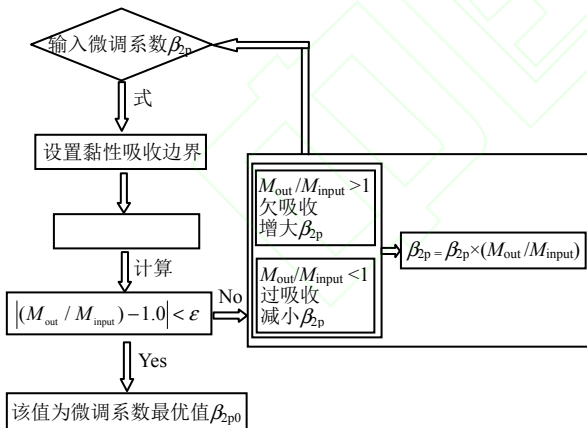 输入微调系数β2p
式
设置黏性吸收边界
计算
|(Mout / Minput)−1.0|< ε
No
Yes
该值为微调系数最优值β2p0
Mout /Minput >1
欠吸收
增大β2p
Mout/Minput <1
过吸收
减小β2p
β2p = β2p×(Mout/Minput)